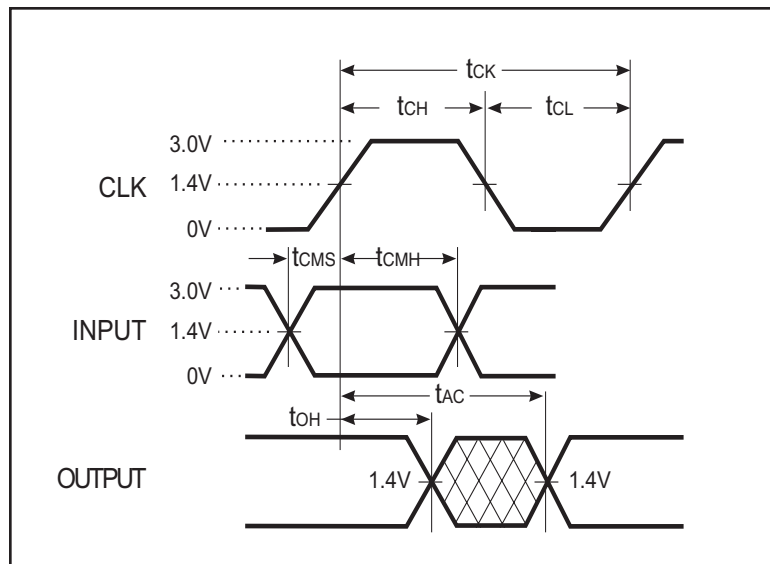 tCK
tCH tCL
3.0V
CLK 1.4V
0V
tCMS tCMH
3.0V
INPUT 1.4V
0V
tAC
tOH
OUTPUT 1.4V 1.4V